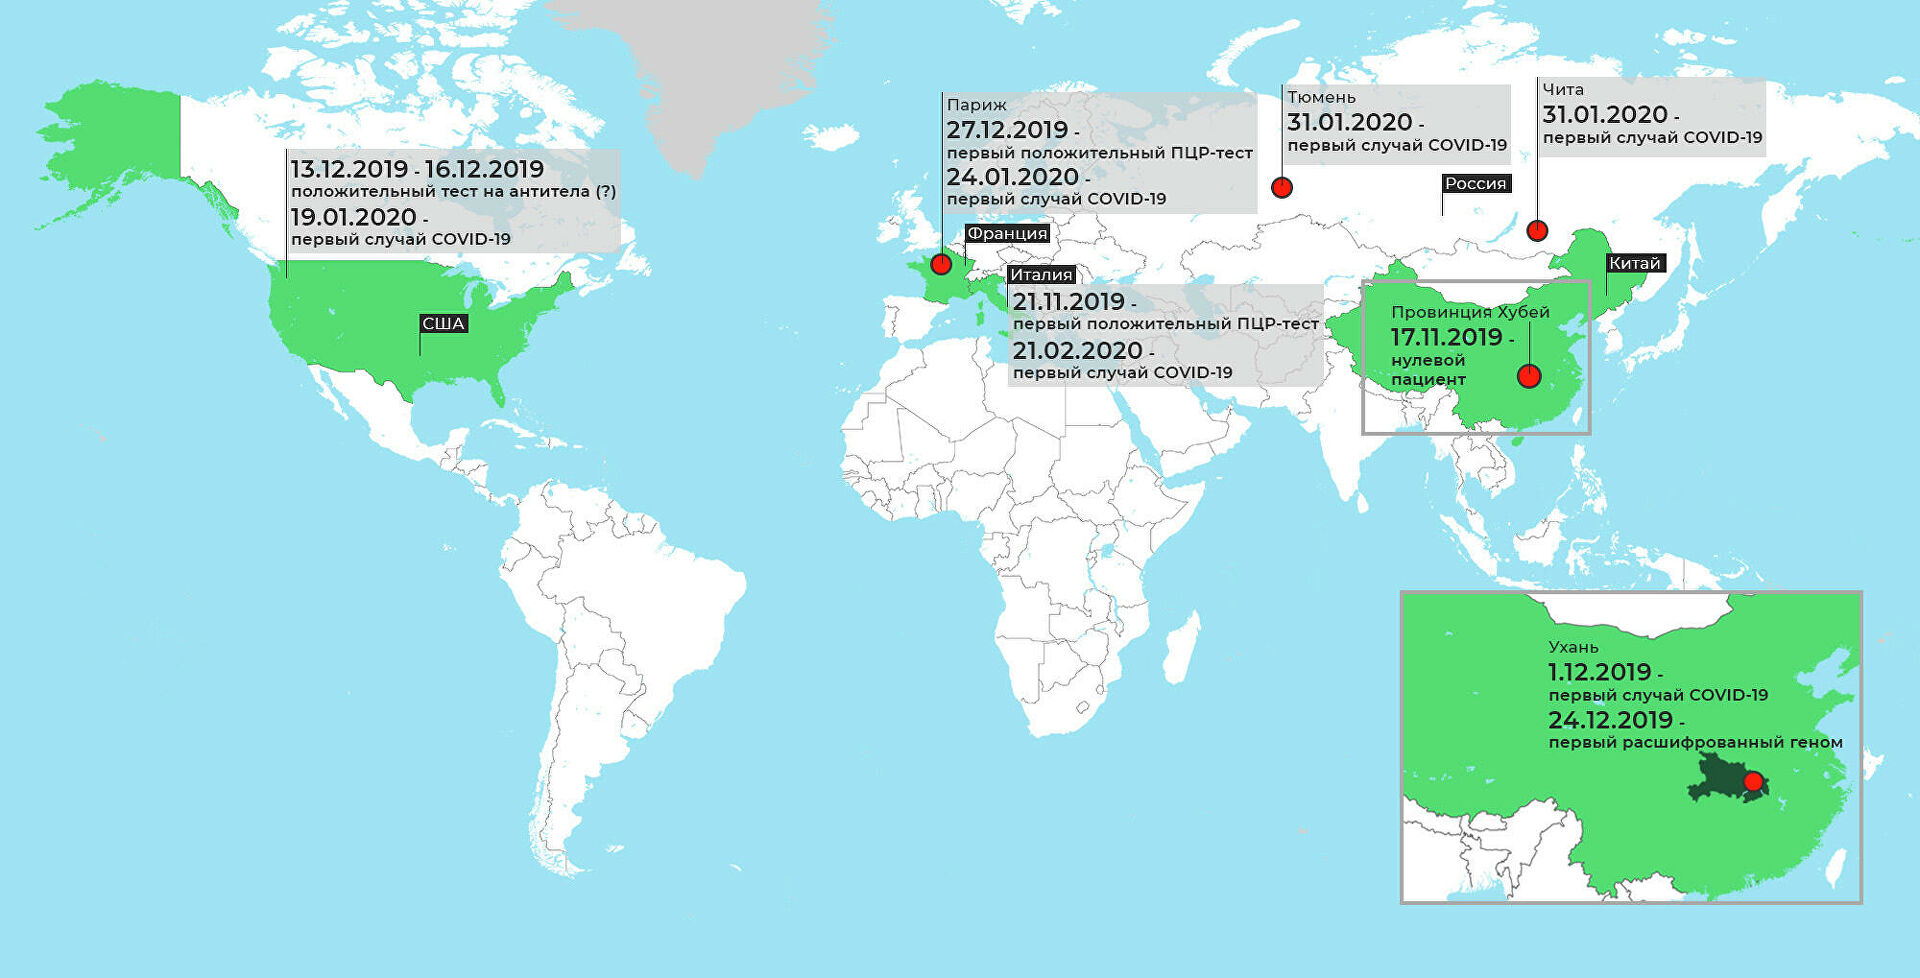 13.12.2019 - 16.12.2019
положительный тест на антитела (?)
19.01.2020 -
первый случай COVID-19
США
Париж
27.12.2019 -
первый положительный ПЦР-тест
24.01.2020 -
первый случай COVID-19
Франция
Италия
21.11.2019 -
первый положительный ПЦР-тест
21.02.2020 -
первый случай COVID-19
Тюмень
31.01.2020 -
первый случай COVID-19
Россия
Чита
31.01.2020 -
первый случай COVID-19
Китай
Провинция Хубей
17.11.2019 -
нулевой
пациент
Ухань
1.12.2019 -
первый случай COVID-19
24.12.2019 -
первый расшифрованный геном